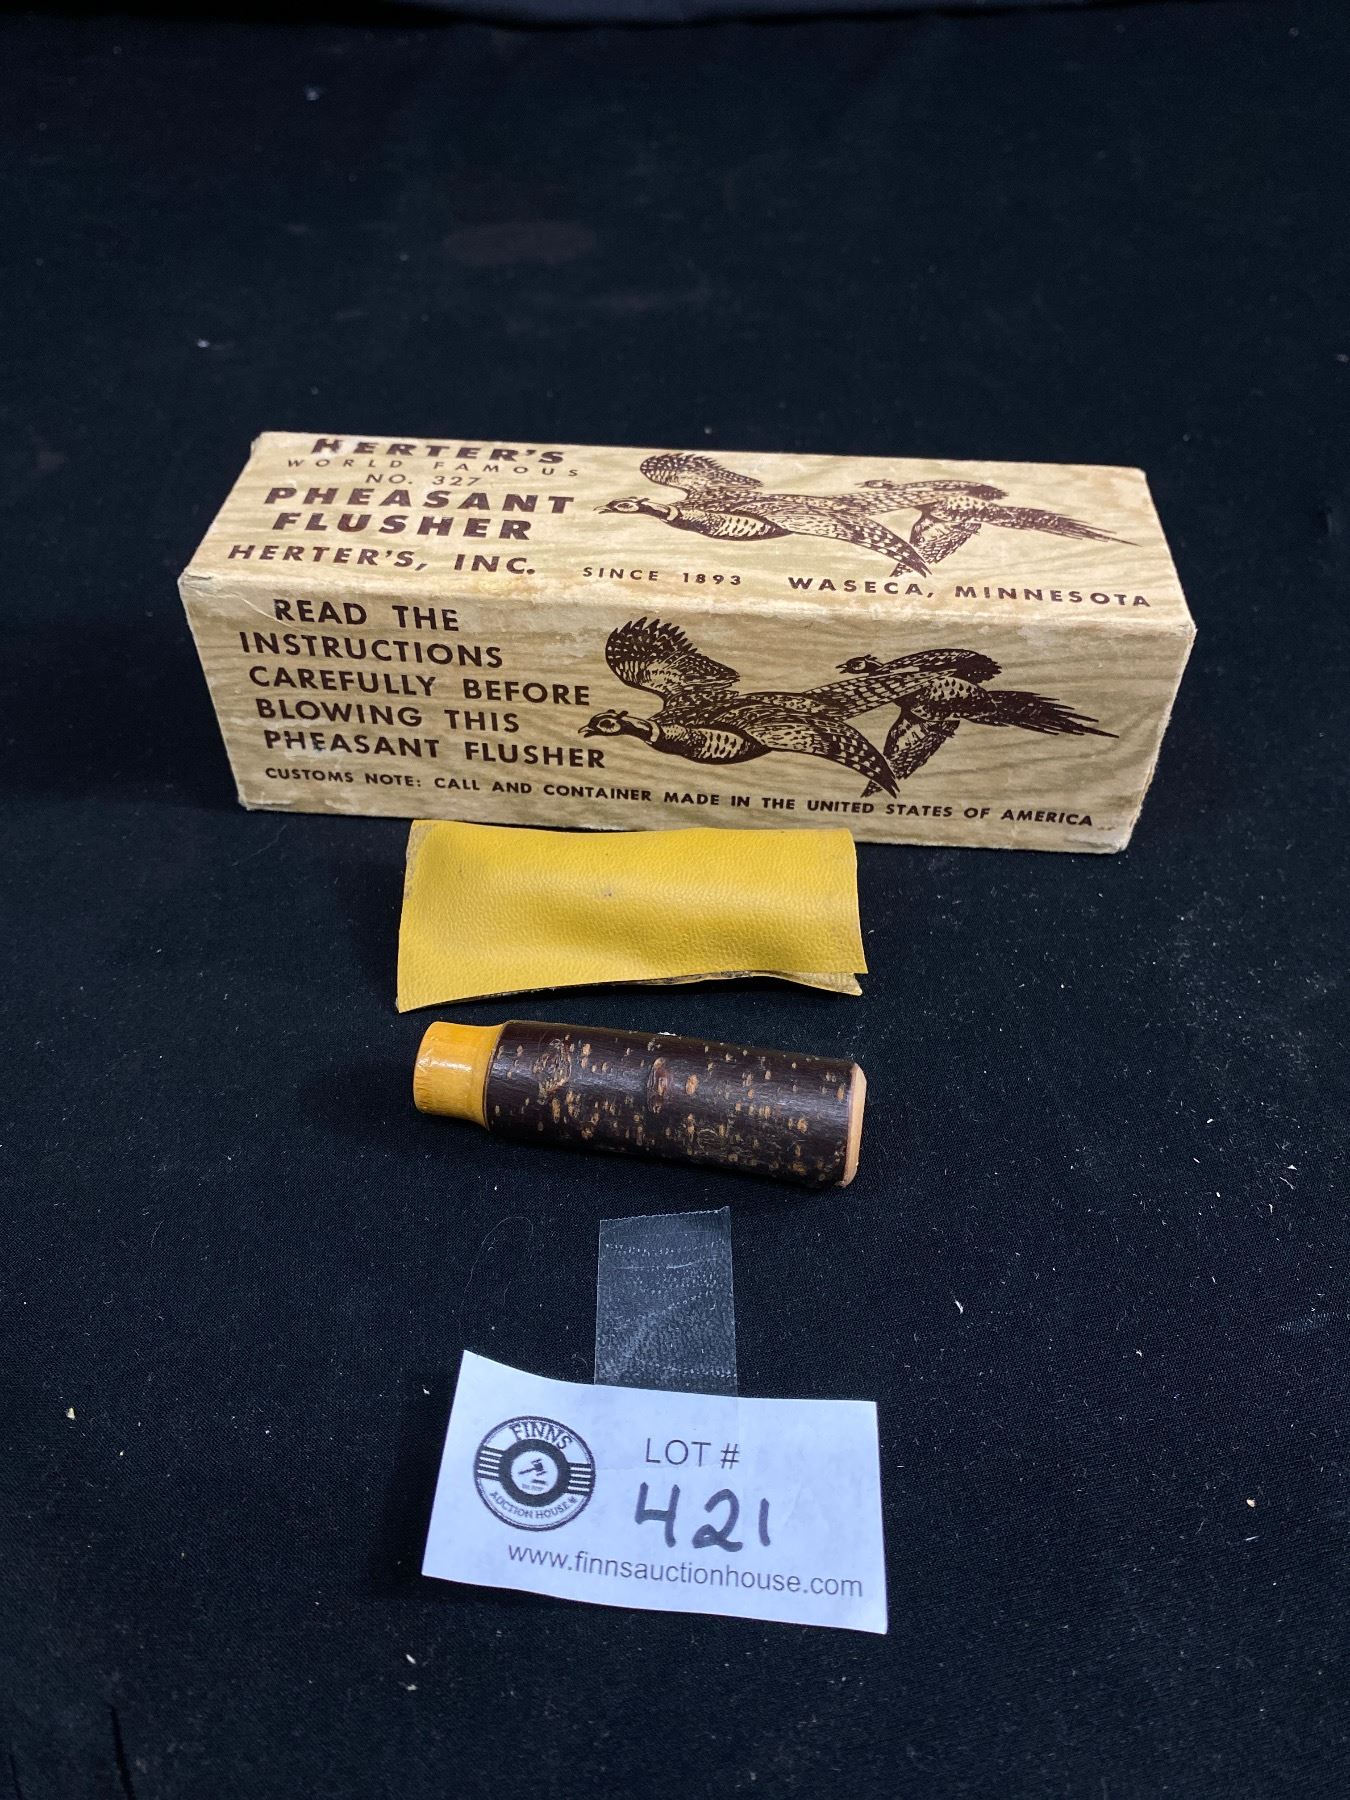 HERTER'S
WORLD FAMOUS
NO. 327
PHEASANT
FLUSHER
HERTER'S, INC. SINCE 1893 WASECA, MINNESOTA
READ THE
INSTRUCTIONS
CAREFULLY BEFORE
BLOWING THIS
PHEASANT FLUSHER
CUSTOMS NOTE: CALL AND CONTAINER MADE IN THE UNITED STATES OF AMERICA
FINNS
AUCTION HOUSE
LOT #
421
www.finnsauctionhouse.com